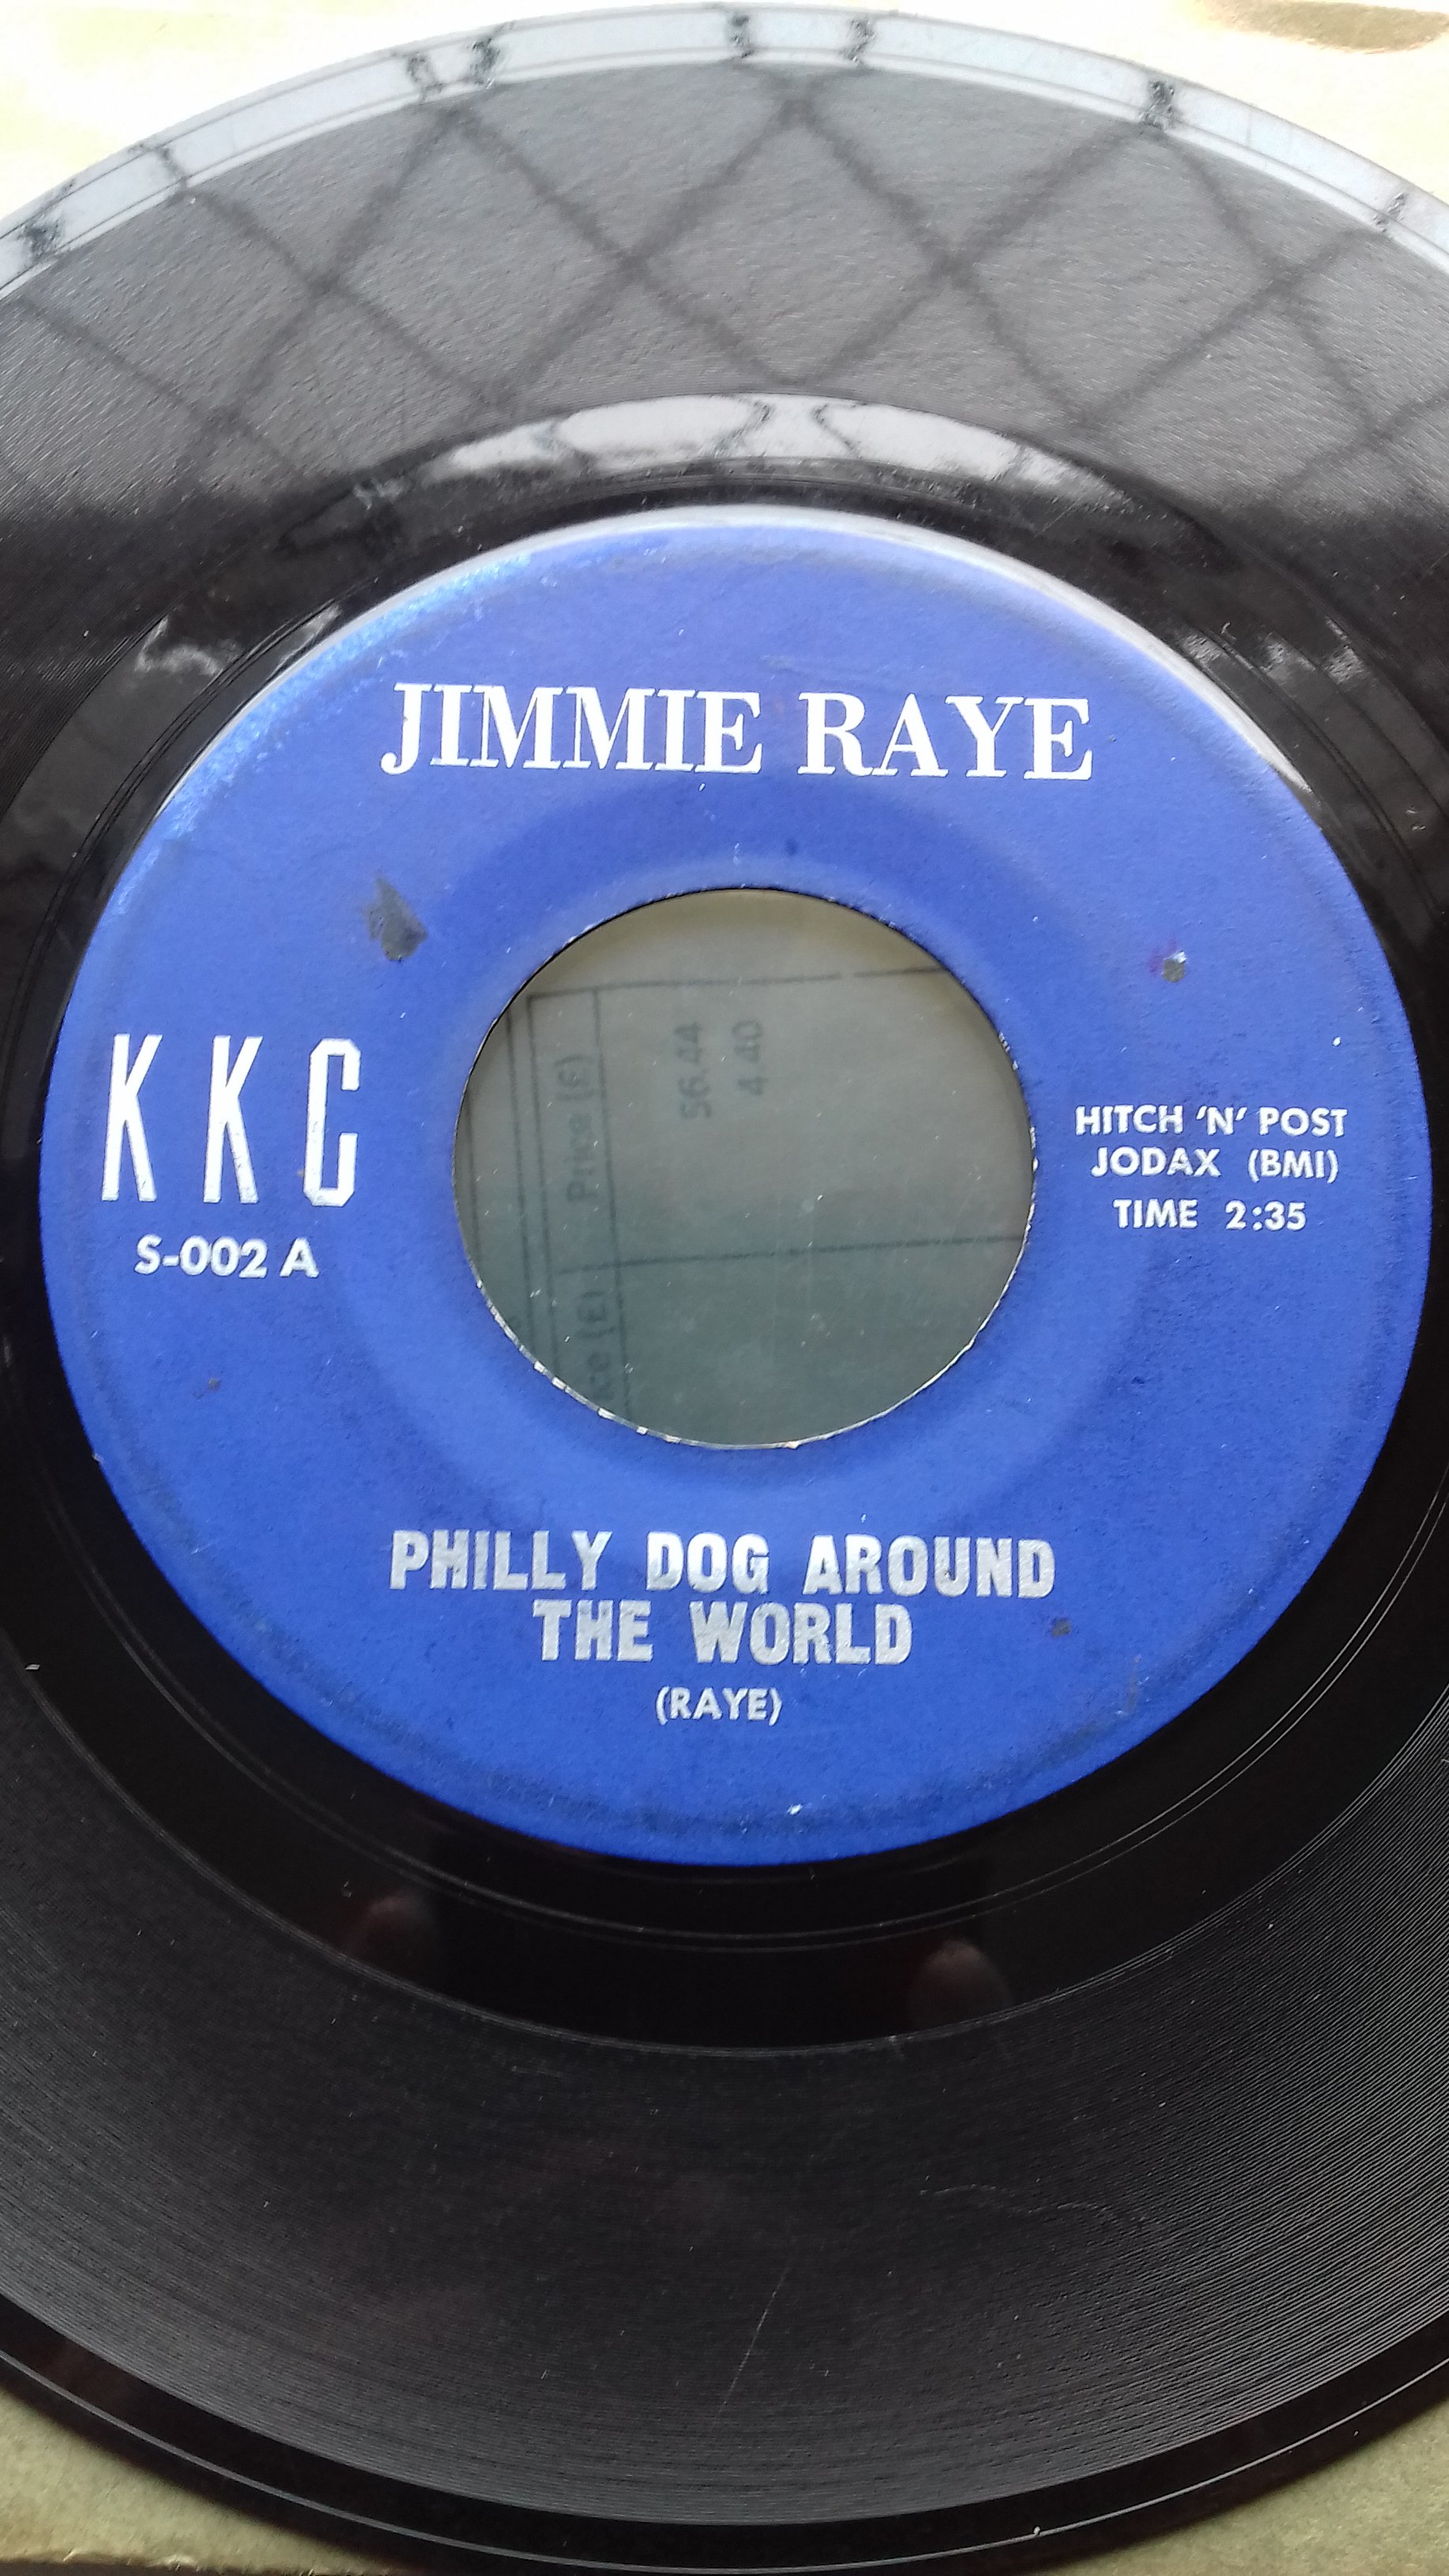 JIMMIE RAYE
KKC
S-002 A
HITCH 'N' POST
JODAX (BMI)
TIME 2:35
Price (£)
56.44
4.40
PHILLY DOG AROUND
THE WORLD
(RAYE)